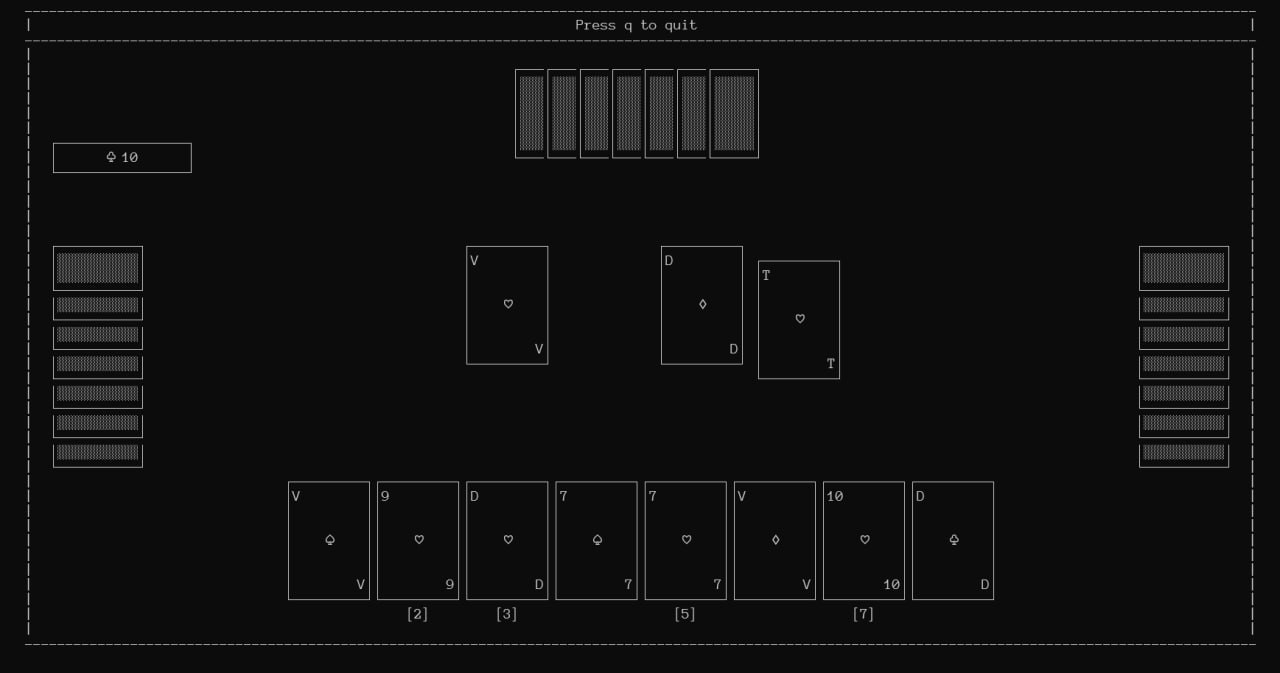 Press q to quit
♧ 10
V D
T
♡ ♢
♡
V D
T
V 9 D 7 7 V 10 D
♤ ♡ ♡ ♤ ♡ ♢ ♡ ♧
V 9 D 7 7 V 10 D
[2] [3] [5] [7]